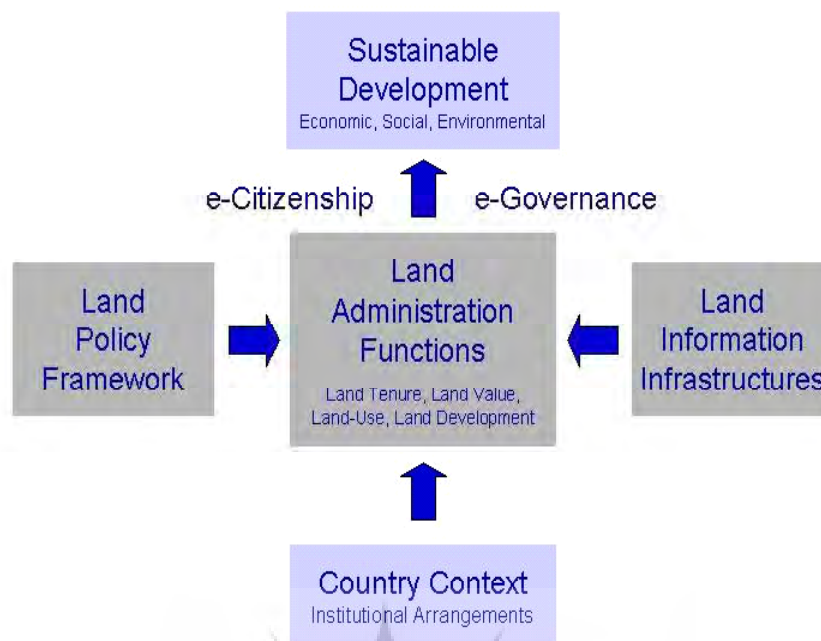 Sustainable
Development
Economic, Social, Environmental
e-Citizenship
e-Governance
Land
Policy
Framework
Land
Administration
Functions
Land Tenure, Land Value,
Land-Use, Land Development
Land
Information
Infrastructures
Country Context
Institutional Arrangements